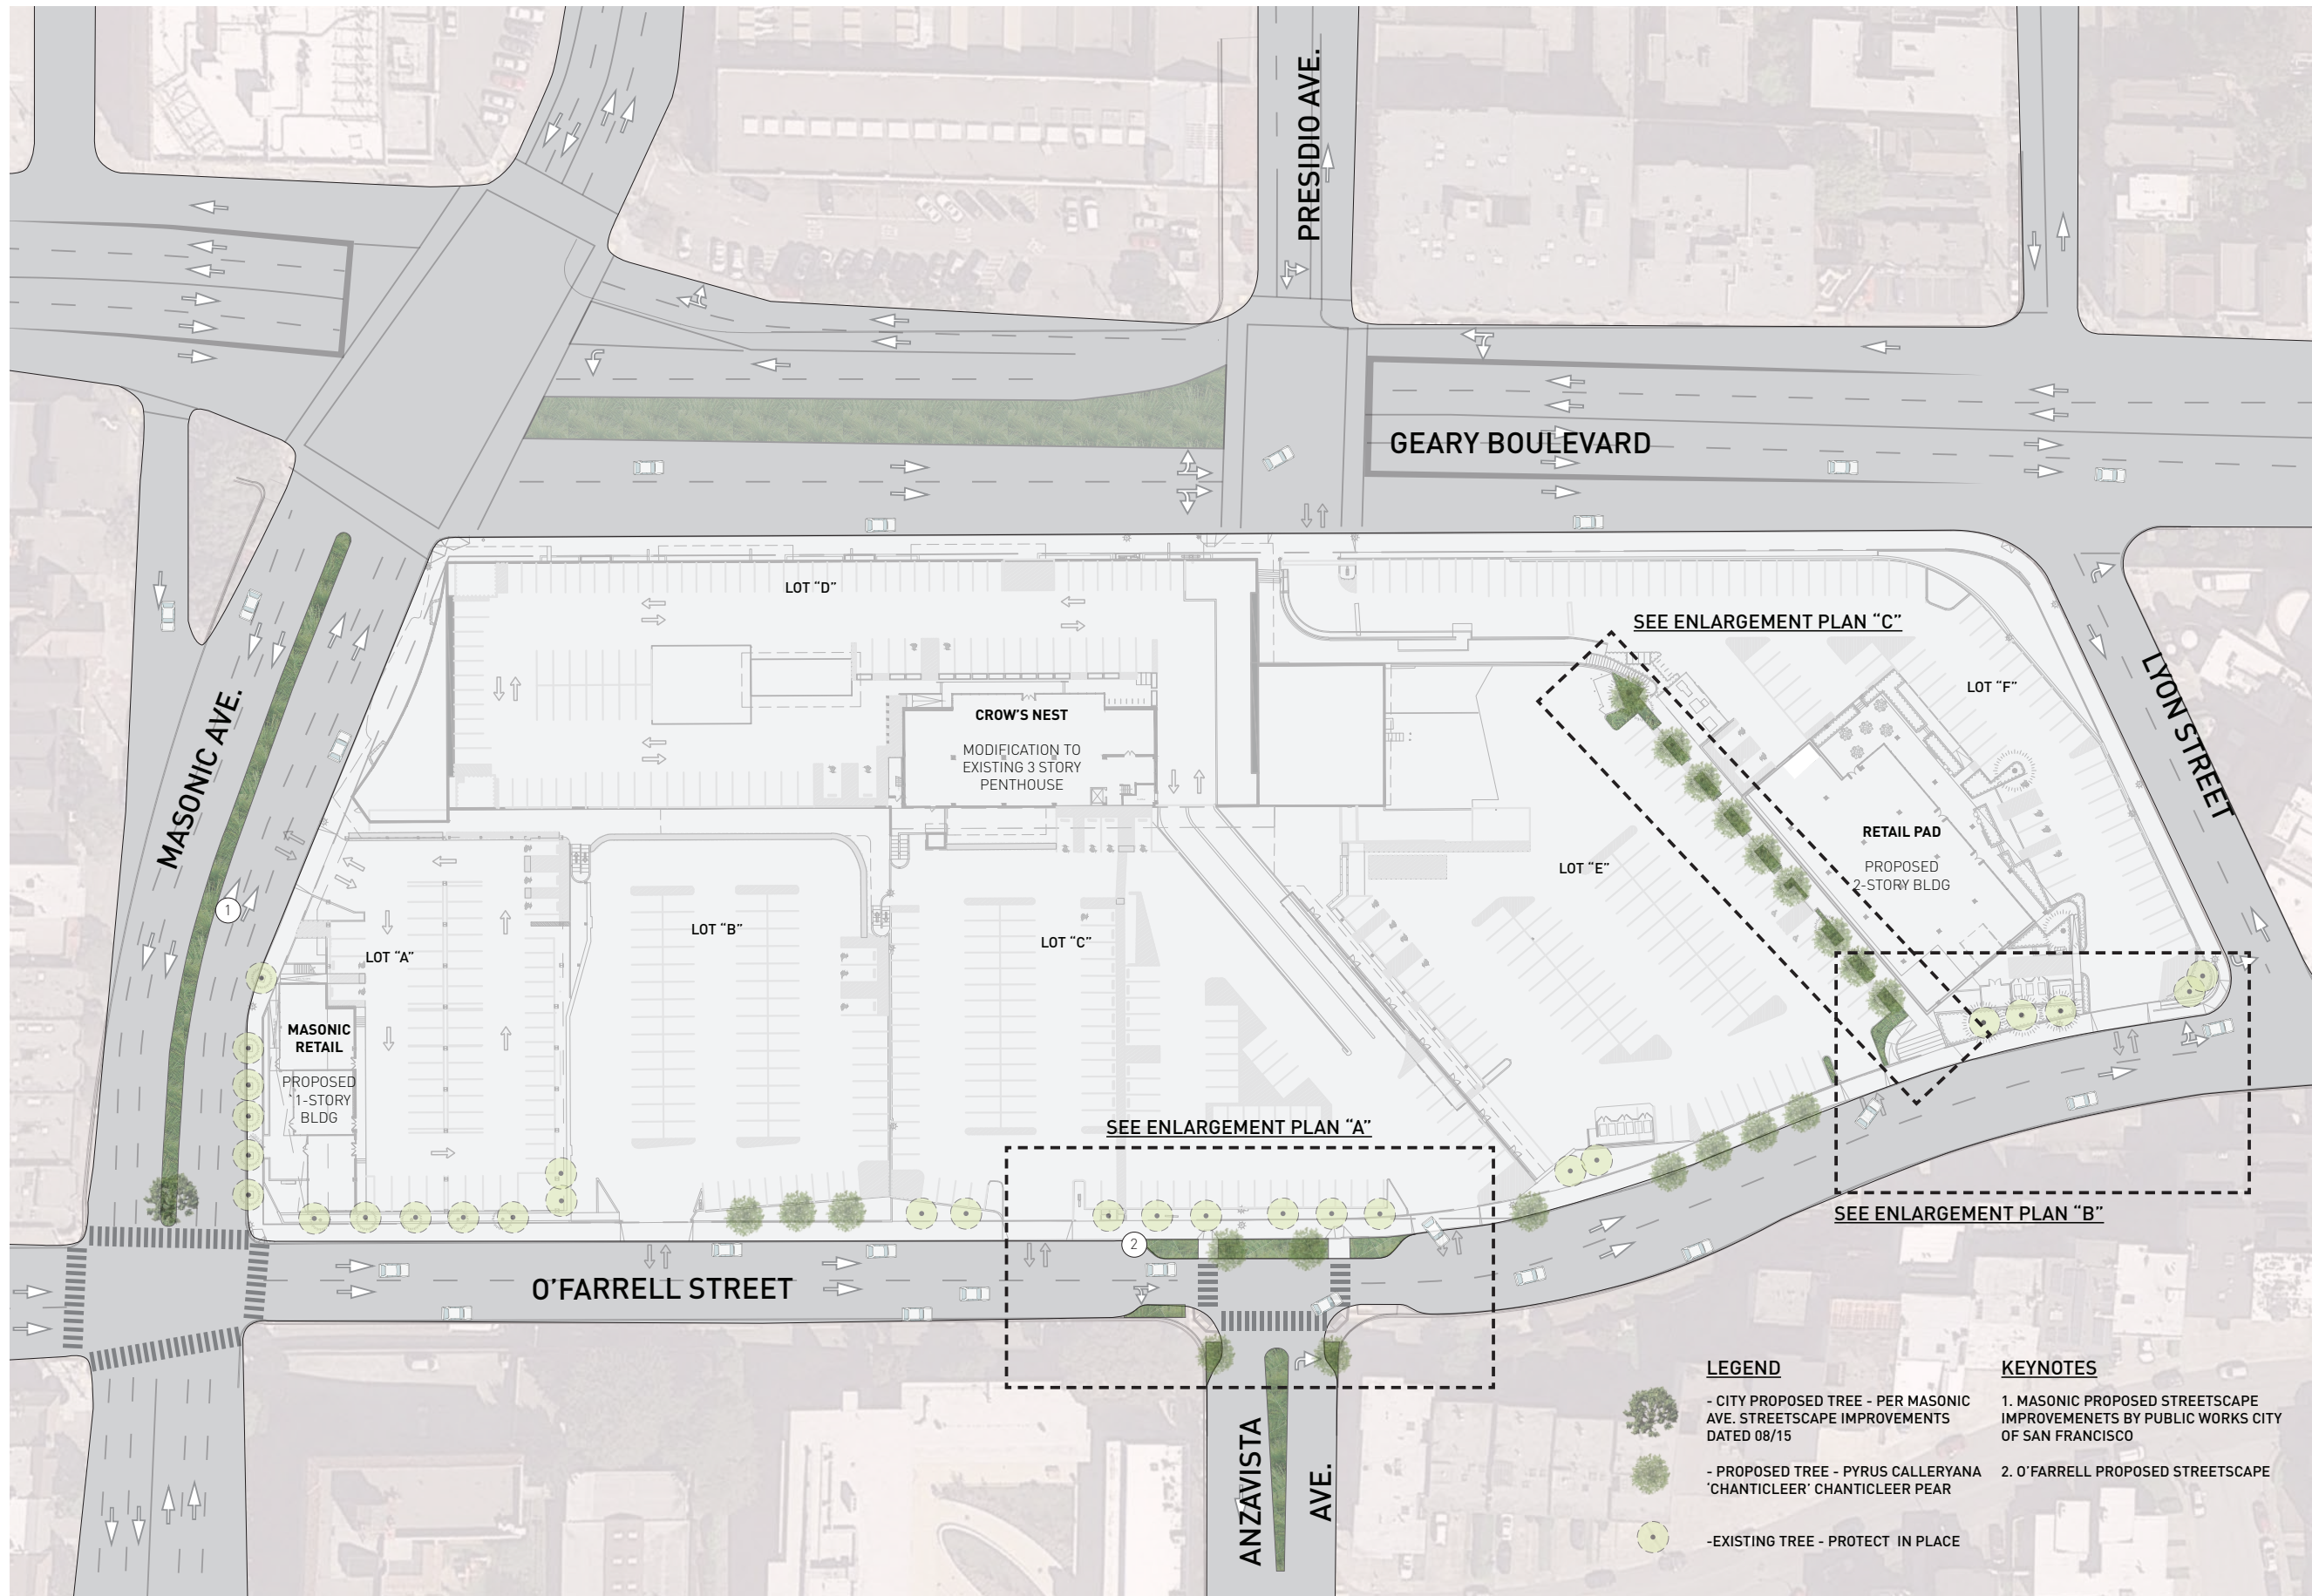 PRESIDIO AVE.
GEARY BOULEVARD
LOT "D"
SEE ENLARGEMENT PLAN "C"
LOT "F"
LYON STREET
MASONIC AVE.
CROW'S NEST
MODIFICATION TO
EXISTING 3 STORY
PENTHOUSE
RETAIL PAD
PROPOSED
2-STORY BLDG
LOT "E"
1
LOT "B"
LOT "C"
LOT "A"
MASONIC
RETAIL
PROPOSED
1-STORY
BLDG
SEE ENLARGEMENT PLAN "A"
SEE ENLARGEMENT PLAN "B"
2
O'FARRELL STREET
ANZAVISTA
AVE.
LEGEND
- CITY PROPOSED TREE - PER MASONIC
AVE. STREETSCAPE IMPROVEMENTS
DATED 08/15
- PROPOSED TREE - PYRUS CALLERYANA
'CHANTICLEER' CHANTICLEER PEAR
-EXISTING TREE - PROTECT IN PLACE
KEYNOTES
1. MASONIC PROPOSED STREETSCAPE
IMPROVEMENETS BY PUBLIC WORKS CITY
OF SAN FRANCISCO
2. O'FARRELL PROPOSED STREETSCAPE